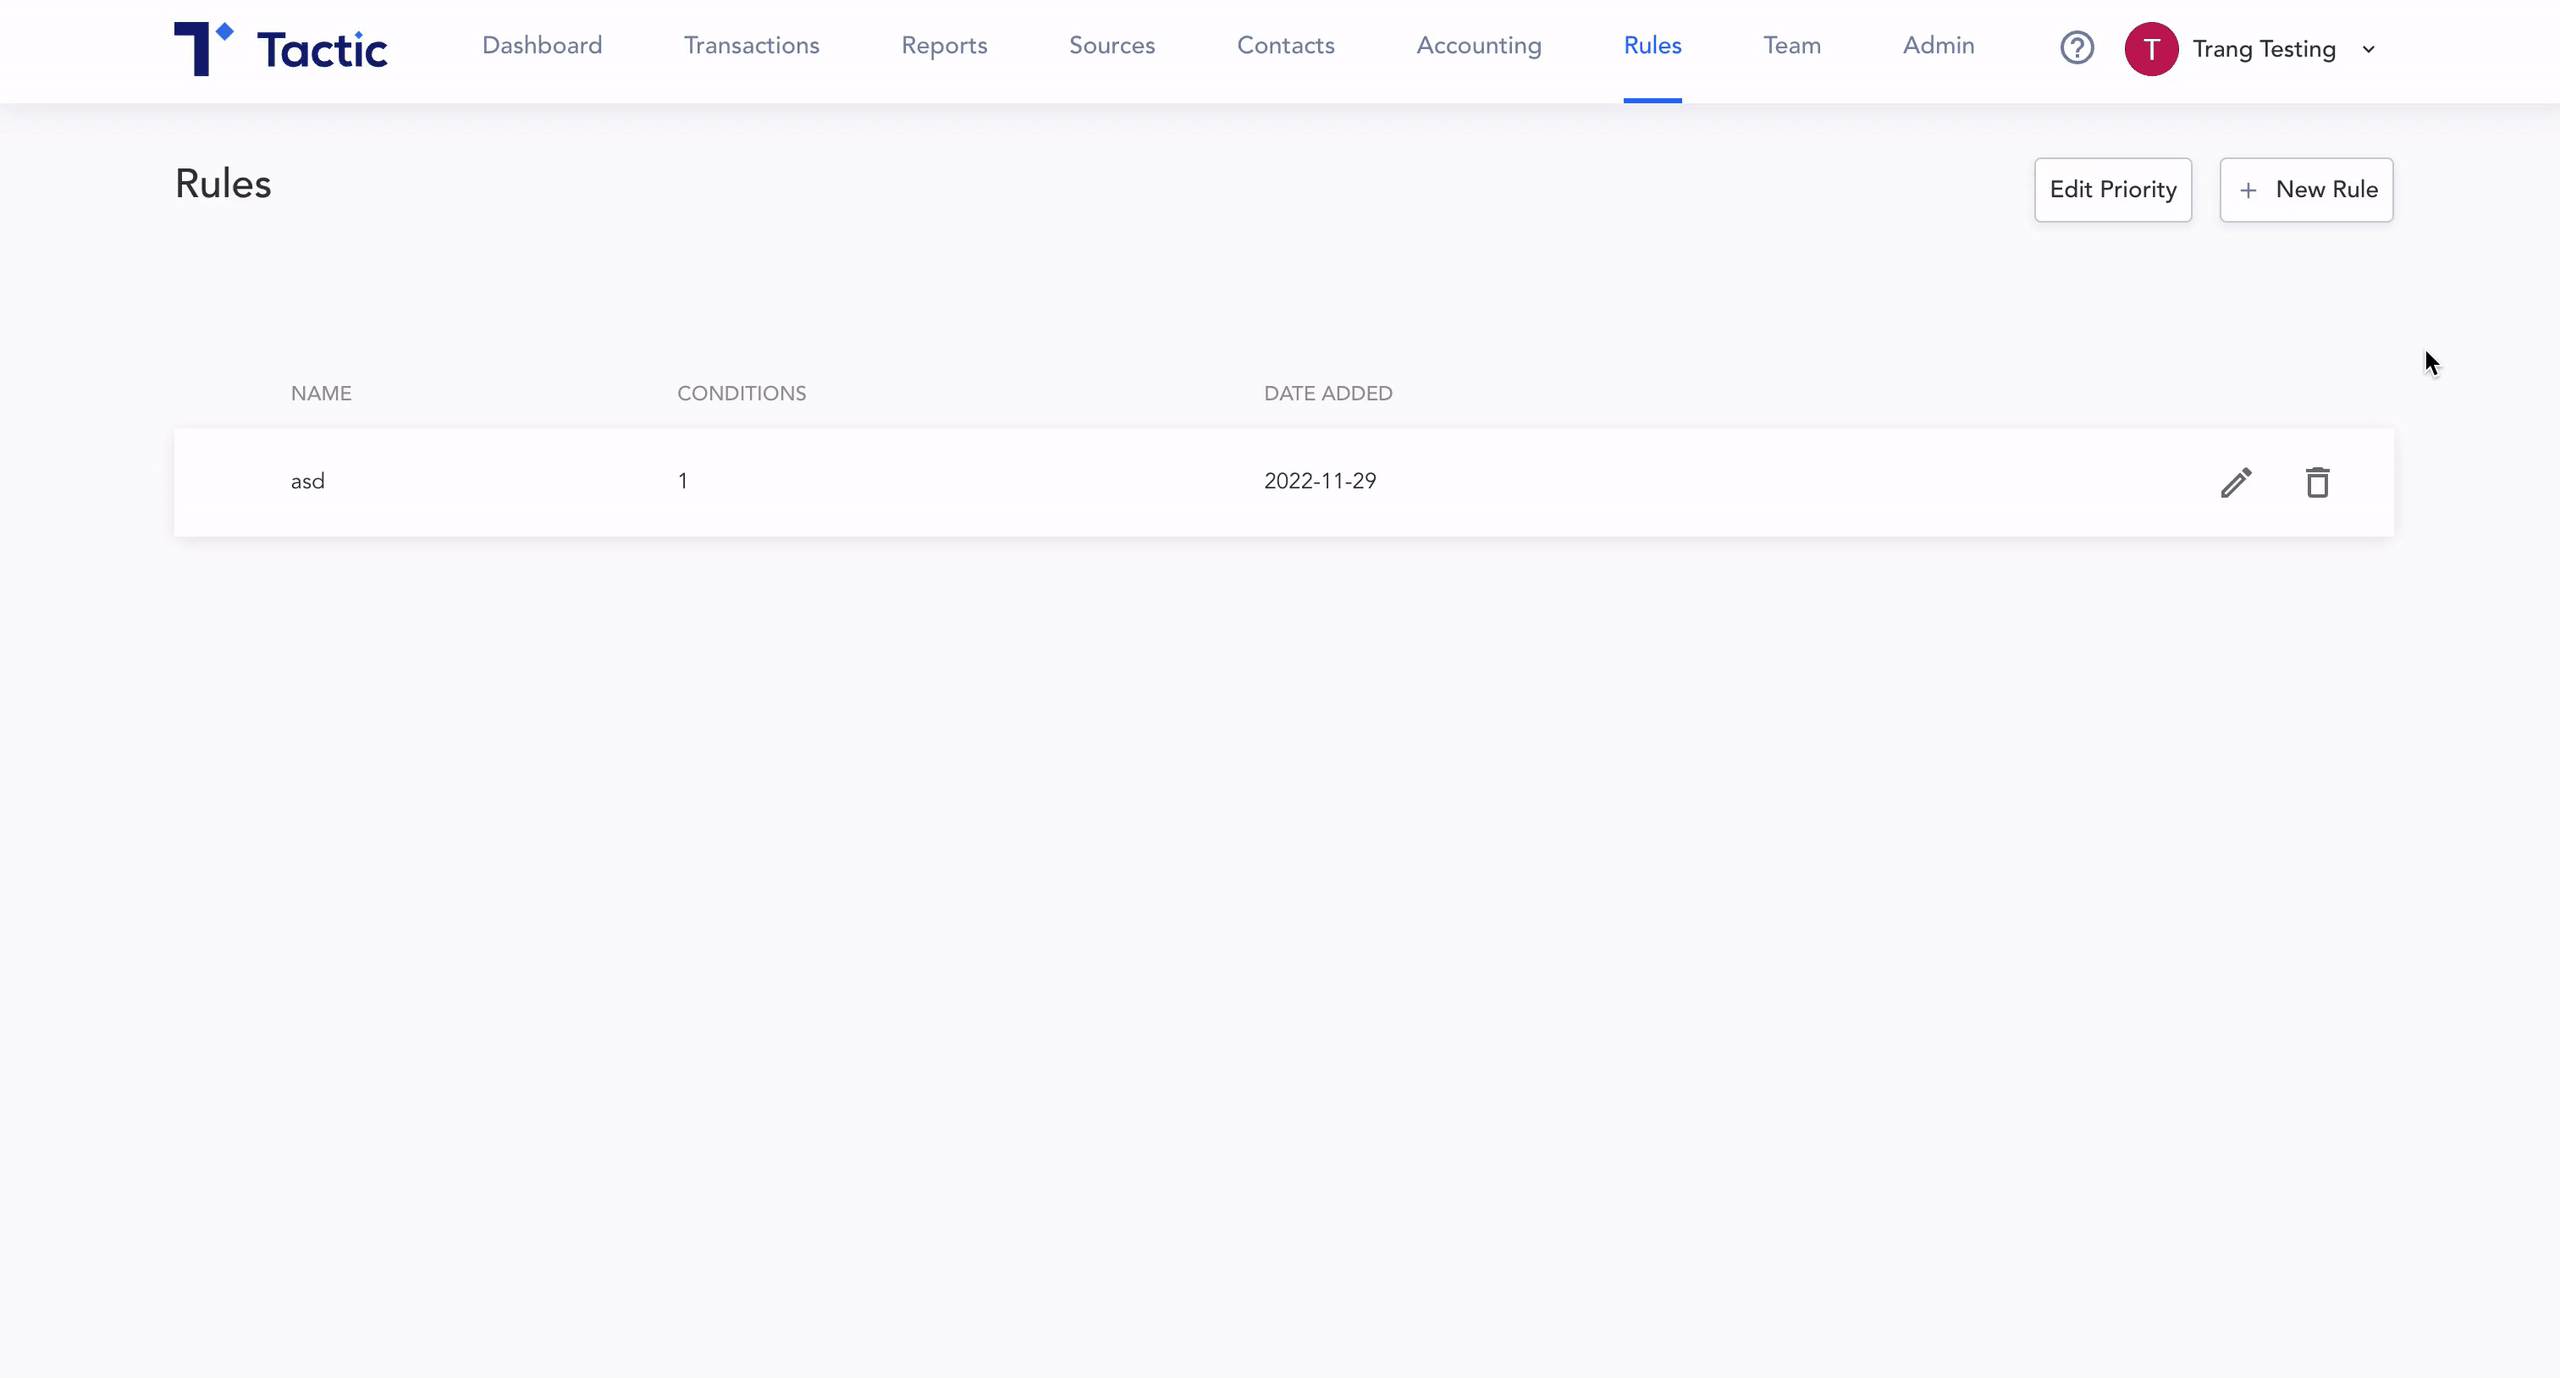 Tactic Dashboard Transactions Reports Sources Contacts Accounting Rules Team Admin ? T Trang Testing
Rules Edit Priority + New Rule
NAME CONDITIONS DATE ADDED
asd 1 2022-11-29